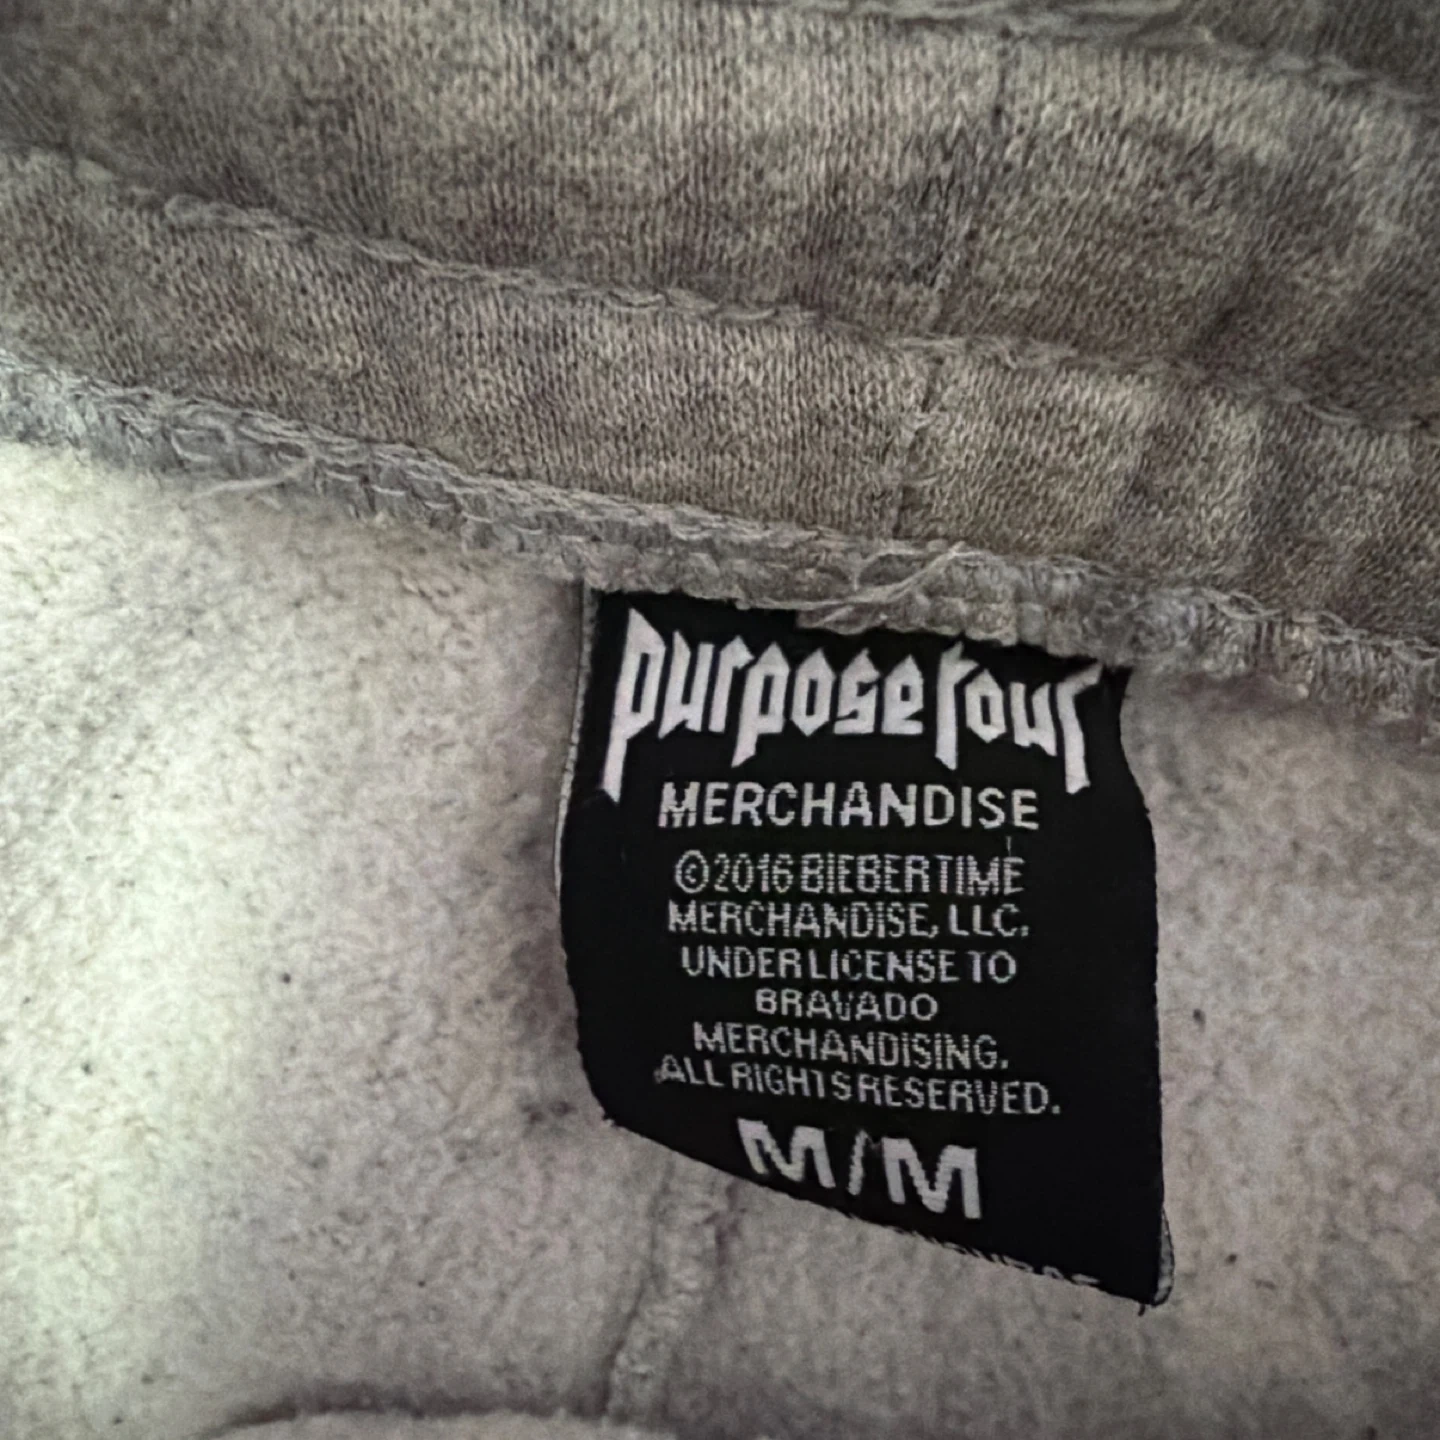 purpose tour
MERCHANDISE
©2016 BIEBERTIME
MERCHANDISE, LLC.
UNDER LICENSE TO
BRAVADO
MERCHANDISING.
ALL RIGHTS RESERVED.
M/M